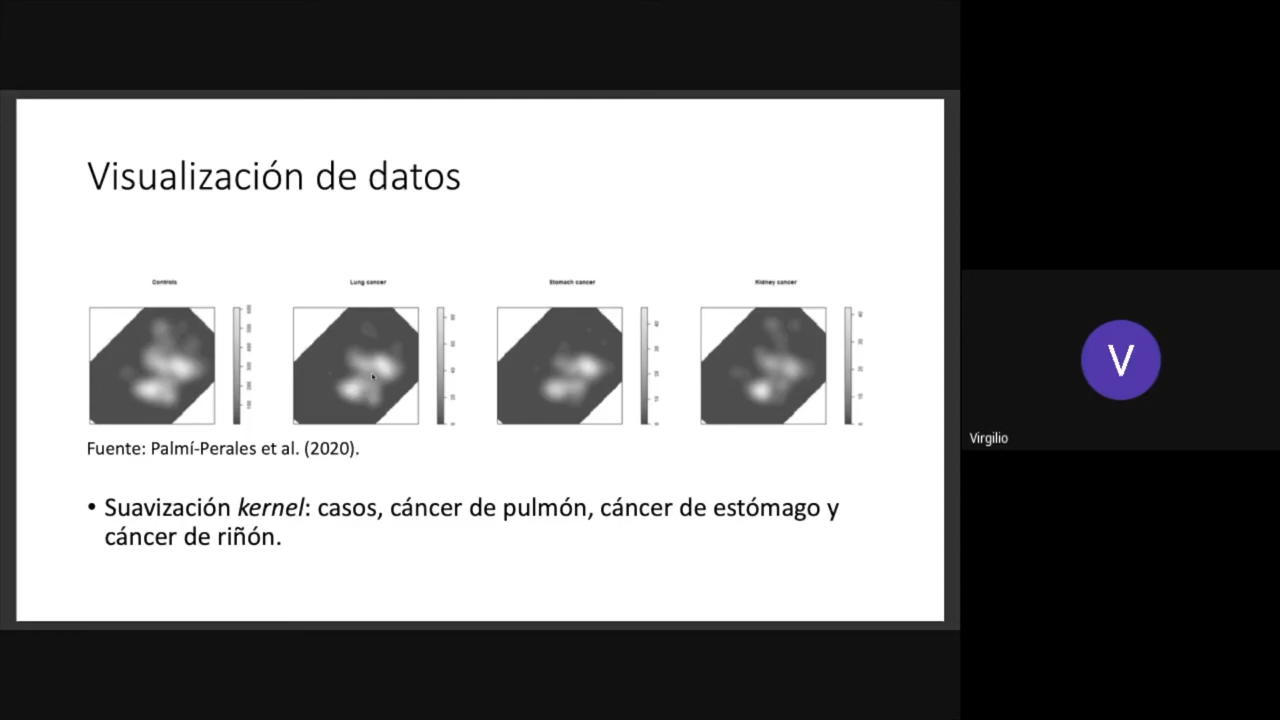 Visualización de datos
Controls
Lung cancer
Stomach cancer
Kidney cancer
Fuente: Palmí-Perales et al. (2020).
• Suavización kernel: casos, cáncer de pulmón, cáncer de estómago y
cáncer de riñón.
V
Virgilio